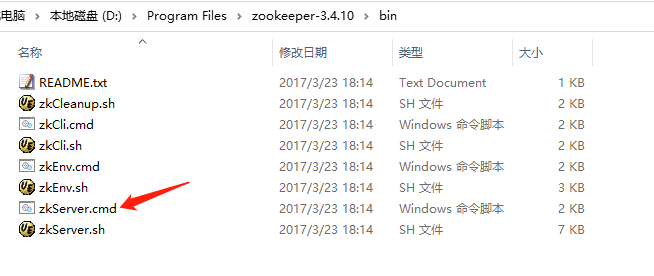 电脑 › 本地磁盘 (D:) › Program Files › zookeeper-3.4.10 › bin
名称 修改日期 类型 大小
README.txt 2017/3/23 18:14 Text Document 1 KB
zkCleanup.sh 2017/3/23 18:14 SH 文件 2 KB
zkCli.cmd 2017/3/23 18:14 Windows 命令脚本 2 KB
zkCli.sh 2017/3/23 18:14 SH 文件 2 KB
zkEnv.cmd 2017/3/23 18:14 Windows 命令脚本 2 KB
zkEnv.sh 2017/3/23 18:14 SH 文件 3 KB
zkServer.cmd 2017/3/23 18:14 Windows 命令脚本 2 KB
zkServer.sh 2017/3/23 18:14 SH 文件 7 KB